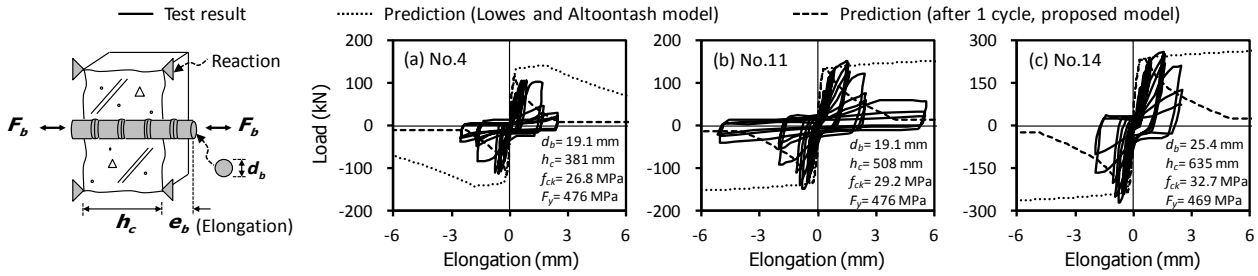 Test result
Prediction (Lowes and Altoontash model)
Prediction (after 1 cycle, proposed model)
Reaction
F_b
F_b
d_b
h_c
e_b (Elongation)
Load (kN)
200
100
0
-100
-200
(a) No.4
d_b= 19.1 mm
h_c= 381 mm
f_ck= 26.8 MPa
F_y= 476 MPa
-6 -3 0 3 6
Elongation (mm)
200
100
0
-100
-200
(b) No.11
d_b= 19.1 mm
h_c= 508 mm
f_ck= 29.2 MPa
F_y= 476 MPa
-6 -3 0 3 6
Elongation (mm)
300
150
0
-150
-300
(c) No.14
d_b= 25.4 mm
h_c= 635 mm
f_ck= 32.7 MPa
F_y= 469 MPa
-6 -3 0 3 6
Elongation (mm)